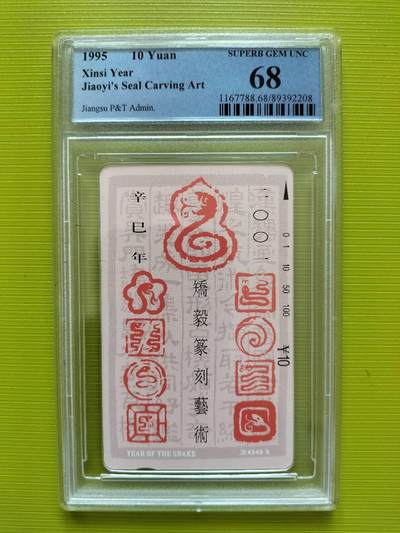 1995 10 Yuan
Xinsi Year
Jiaoyi's Seal Carving Art
Jiangsu P&T Admin.
SUPERB GEM UNC
68
1167788.68/89392208
辛巳年
二〇〇一
矯毅篆刻藝術
0 1 10 50 100
¥10
YEAR OF THE SNAKE
2001